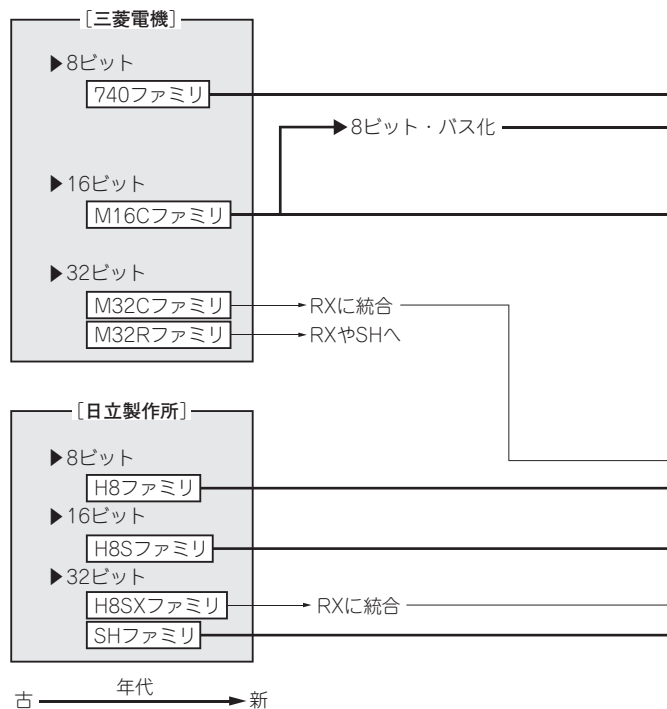 [三菱電機]
▶8ビット
740ファミリ
▶8ビット・バス化
▶16ビット
M16Cファミリ
▶32ビット
M32Cファミリ
RXに統合
M32Rファミリ
RXやSHへ
[日立製作所]
▶8ビット
H8ファミリ
▶16ビット
H8Sファミリ
▶32ビット
H8SXファミリ
RXに統合
SHファミリ
年代
古
新